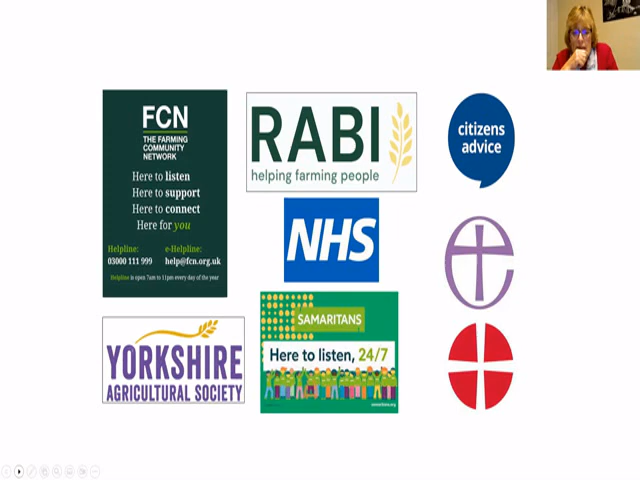 FCN
THE FARMING
COMMUNITY
NETWORK
Here to listen
Here to support
Here to connect
Here for you
Helpline:
03000 111 999
e-Helpline:
help@fcn.org.uk
Helpline is open 7am to 11pm every day of the year
RABI
helping farming people
citizens
advice
NHS
SAMARITANS
Here to listen, 24/7
samaritans.org
YORKSHIRE
AGRICULTURAL SOCIETY